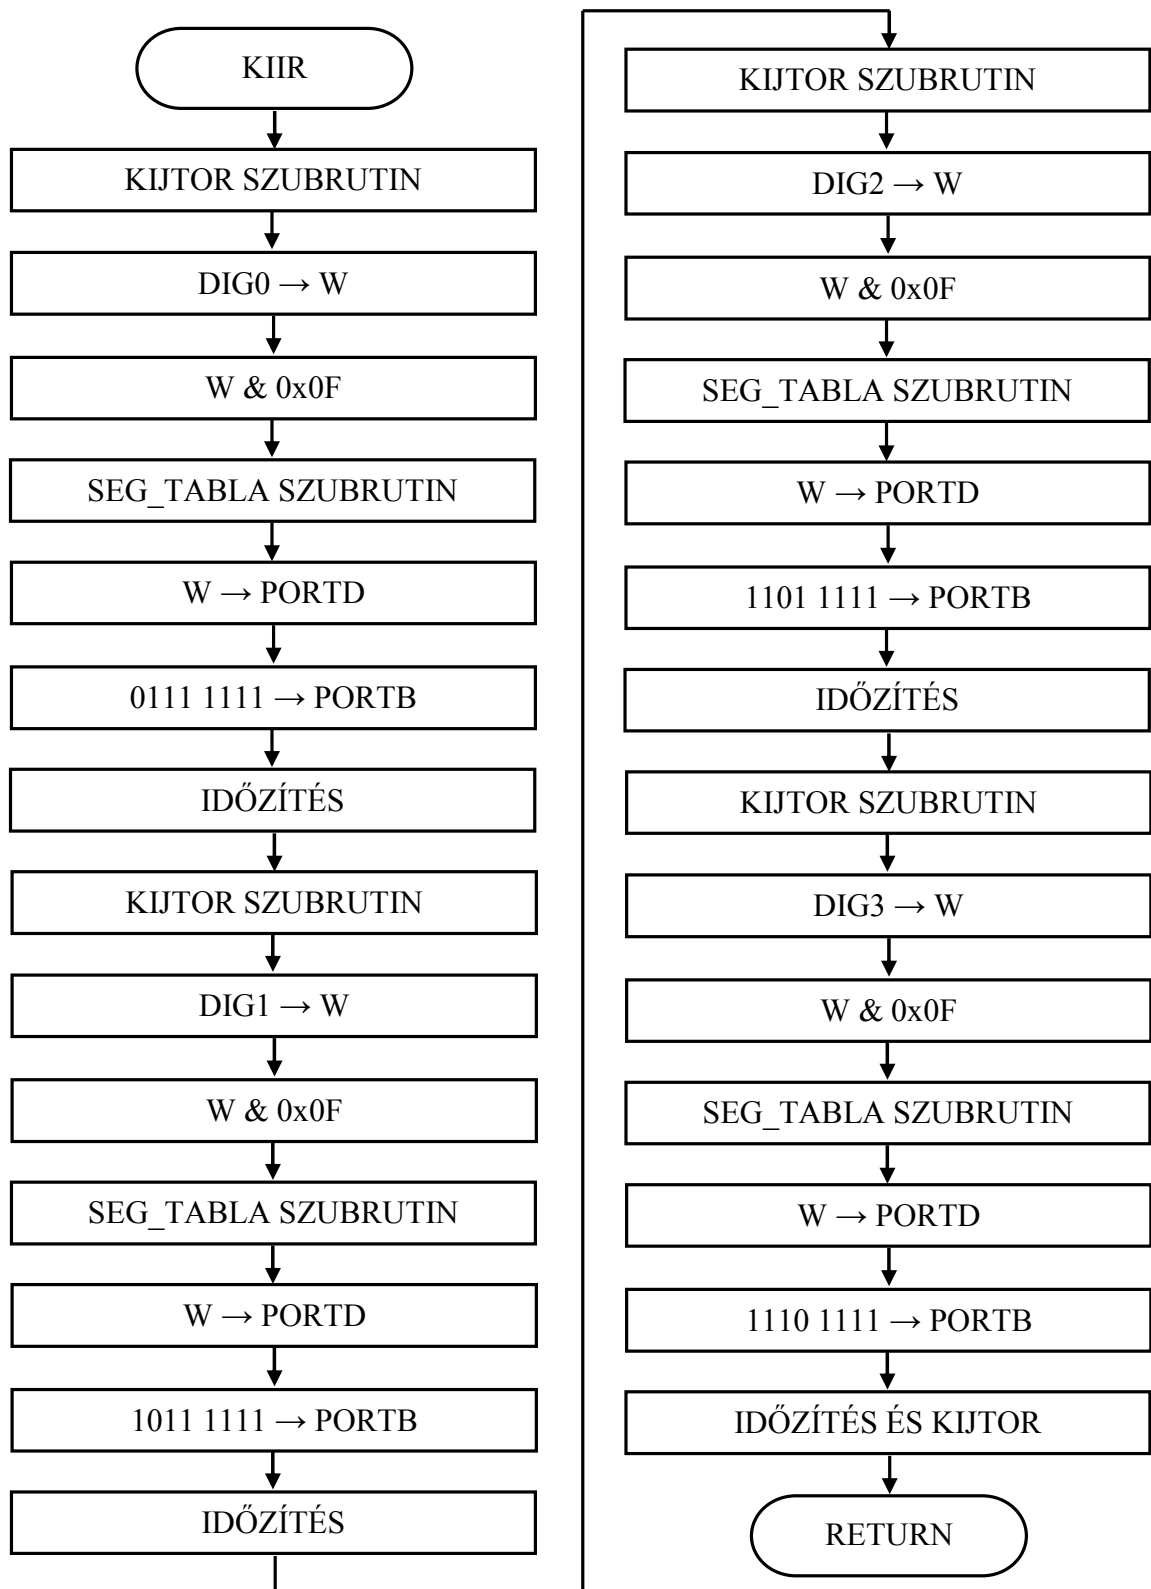 KIIR
KIJTOR SZUBRUTIN
DIG0 → W
W & 0x0F
SEG_TABLA SZUBRUTIN
W → PORTD
0111 1111 → PORTB
IDŐZÍTÉS
KIJTOR SZUBRUTIN
DIG1 → W
W & 0x0F
SEG_TABLA SZUBRUTIN
W → PORTD
1011 1111 → PORTB
IDŐZÍTÉS
KIJTOR SZUBRUTIN
DIG2 → W
W & 0x0F
SEG_TABLA SZUBRUTIN
W → PORTD
1101 1111 → PORTB
IDŐZÍTÉS
KIJTOR SZUBRUTIN
DIG3 → W
W & 0x0F
SEG_TABLA SZUBRUTIN
W → PORTD
1110 1111 → PORTB
IDŐZÍTÉS ÉS KIJTOR
RETURN